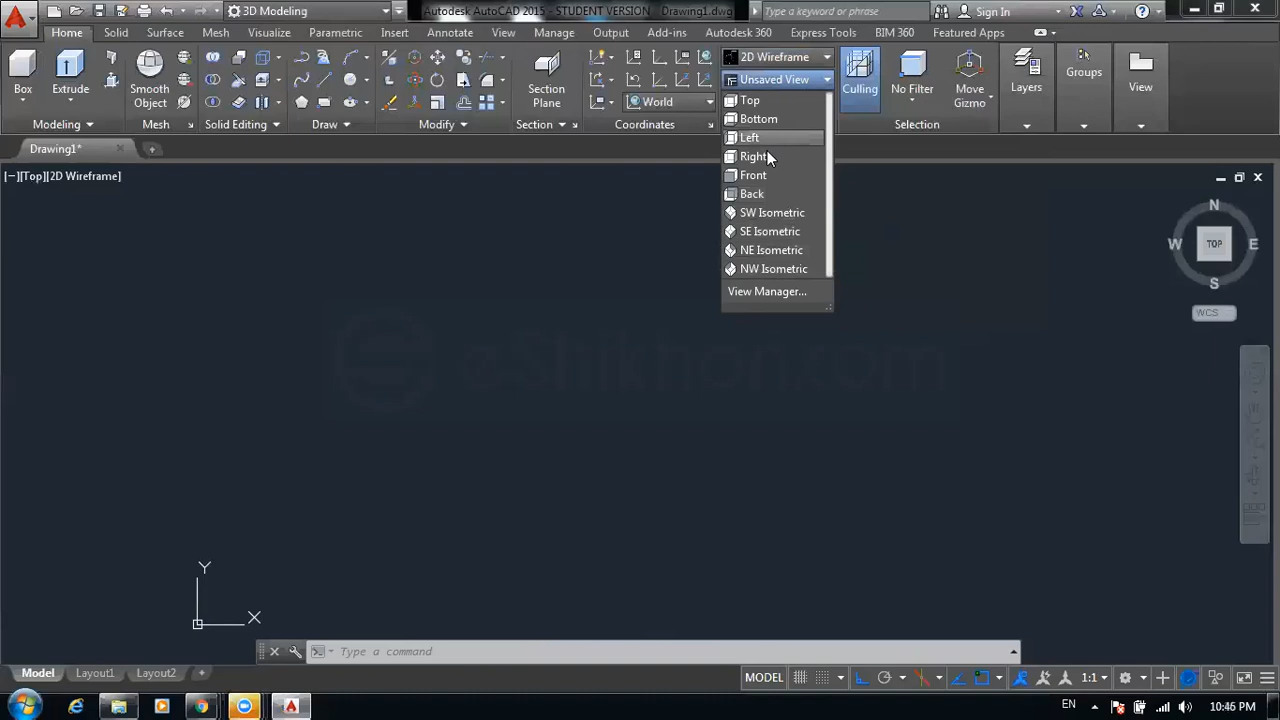 3D Modeling
Autodesk AutoCAD 2015 - STUDENT VERSION Drawing1.dwg
Type a keyword or phrase
Sign In
Home Solid Surface Mesh Visualize Parametric Insert Annotate View Manage Output Add-ins Autodesk 360 Express Tools BIM 360 Featured Apps
Box
Extrude
Smooth Object
Section Plane
World
2D Wireframe
Unsaved View
Culling
No Filter
Move Gizmo
Layers
Groups
View
Modeling
Mesh
Solid Editing
Draw
Modify
Section
Coordinates
Selection
Top
Bottom
Left
Right
Front
Back
SW Isometric
SE Isometric
NE Isometric
NW Isometric
View Manager...
Drawing1*
[−][Top][2D Wireframe]
N
W TOP E
S
WCS
eShikhon.com
Y
X
Type a command
Model Layout1 Layout2
MODEL
1:1
EN
10:46 PM